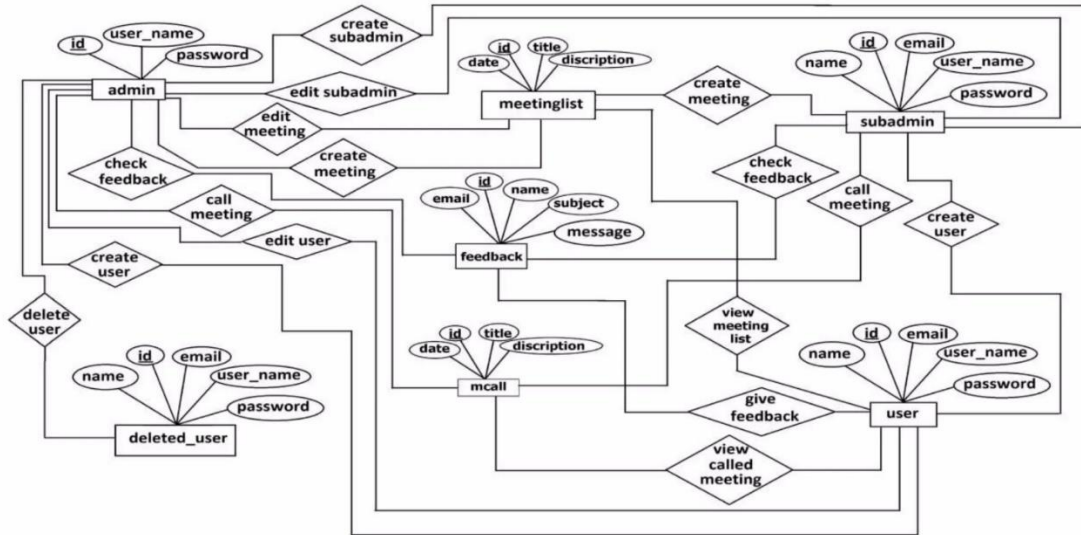 create
subadmin
id
user_name
password
admin
edit subadmin
id
title
date
discription
meetinglist
create
meeting
id
email
name
user_name
password
subadmin
edit
meeting
create
meeting
check
feedback
check
feedback
call
meeting
call
meeting
create
user
id
name
email
subject
message
feedback
edit user
create
user
delete
user
view
meeting
list
id
title
date
discription
mcall
id
email
name
user_name
password
deleted_user
id
email
name
user_name
password
user
give
feedback
view
called
meeting